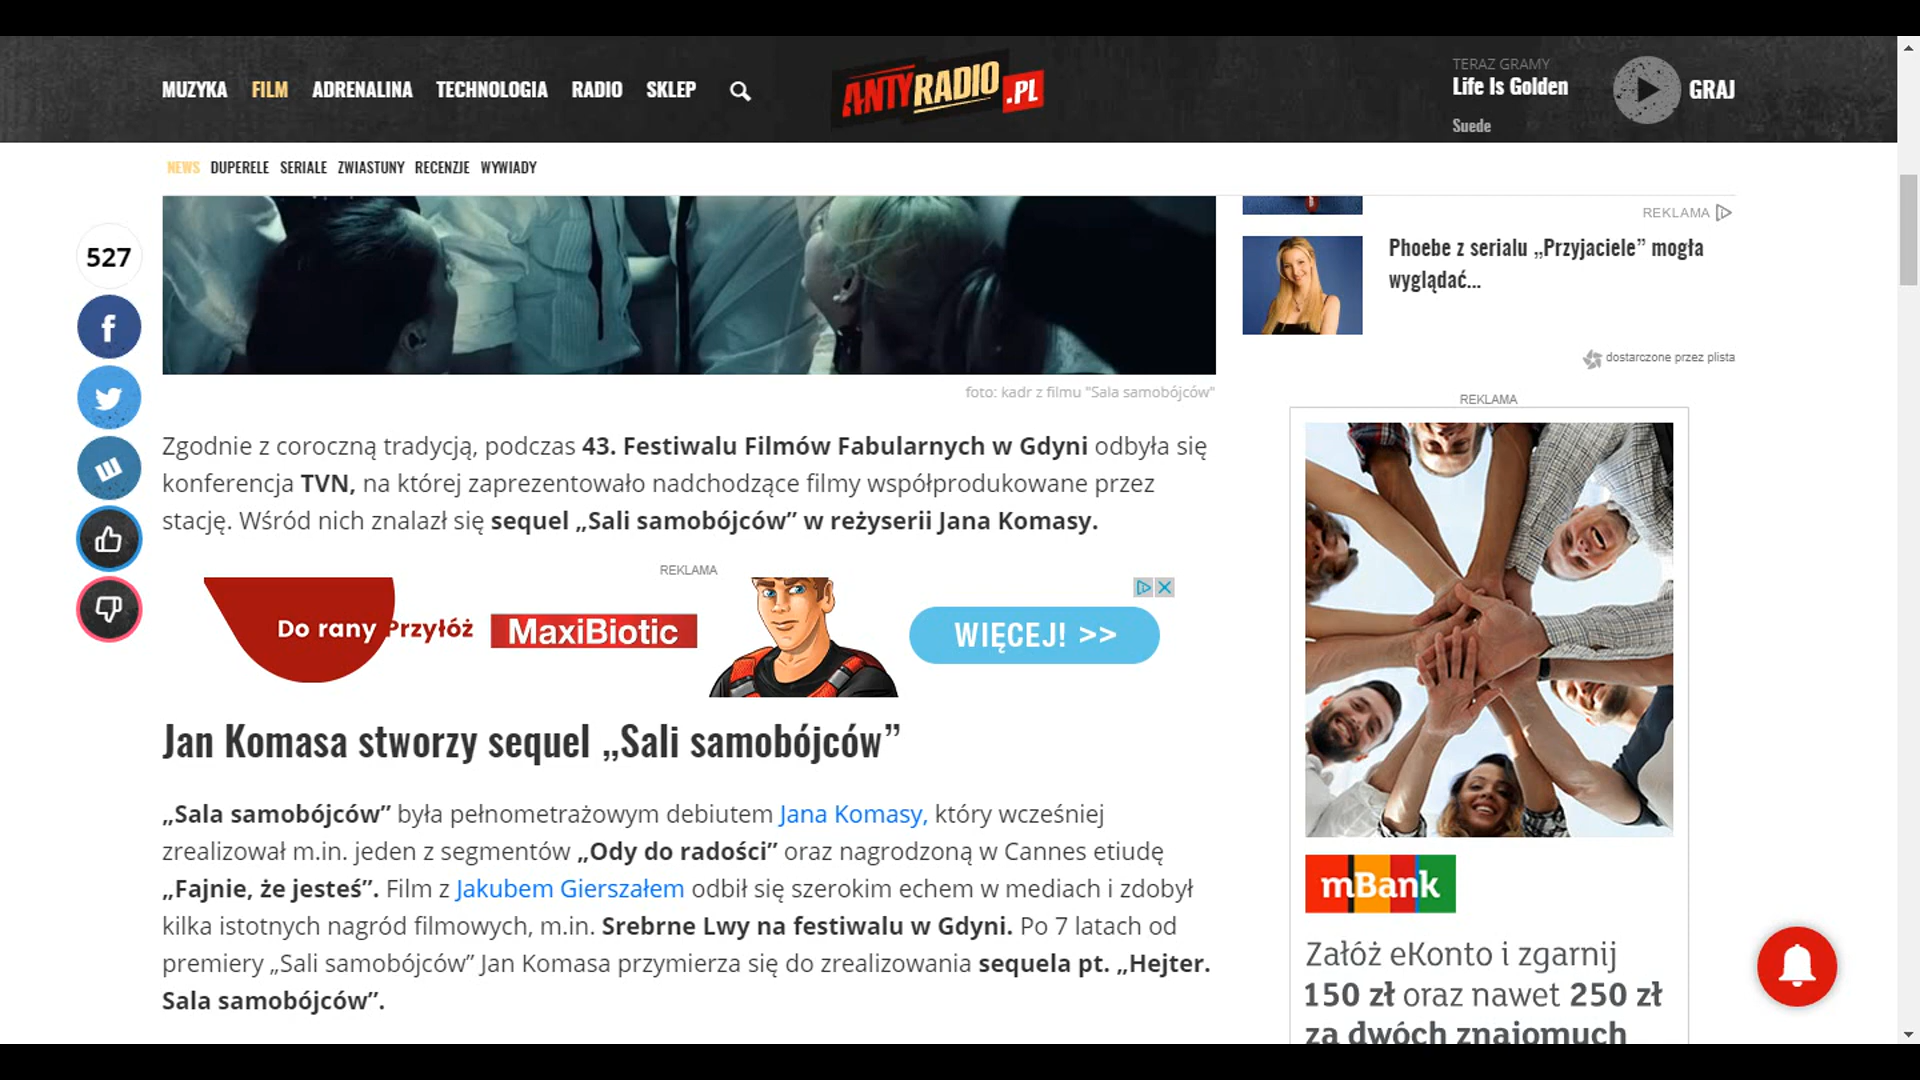 MUZYKA FILM ADRENALINA TECHNOLOGIA RADIO SKLEP
ANTYRADIO.PL
TERAZ GRAMY
Life Is Golden
Suede
GRAJ
NEWS DUPERELE SERIALE ZWIASTUNY RECENZJE WYWIADY
527
foto: kadr z filmu "Sala samobójców"
Zgodnie z coroczną tradycją, podczas 43. Festiwalu Filmów Fabularnych w Gdyni odbyła się
konferencja TVN, na której zaprezentowało nadchodzące filmy współprodukowane przez
stację. Wśród nich znalazł się sequel „Sali samobójców” w reżyserii Jana Komasy.
REKLAMA
Do rany Przyłóż
MaxiBiotic
WIĘCEJ! >>
Jan Komasa stworzy sequel „Sali samobójców”
„Sala samobójców” była pełnometrażowym debiutem Jana Komasy, który wcześniej
zrealizował m.in. jeden z segmentów „Ody do radości” oraz nagrodzoną w Cannes etiudę
„Fajnie, że jesteś”. Film z Jakubem Gierszałem odbił się szerokim echem w mediach i zdobył
kilka istotnych nagród filmowych, m.in. Srebrne Lwy na festiwalu w Gdyni. Po 7 latach od
premiery „Sali samobójców” Jan Komasa przymierza się do zrealizowania sequela pt. „Hejter.
Sala samobójców”.
REKLAMA
Phoebe z serialu „Przyjaciele” mogła
wyglądać...
dostarczone przez plista
REKLAMA
mBank
Załóż eKonto i zgarnij
150 zł oraz nawet 250 zł
za dwóch znajomych